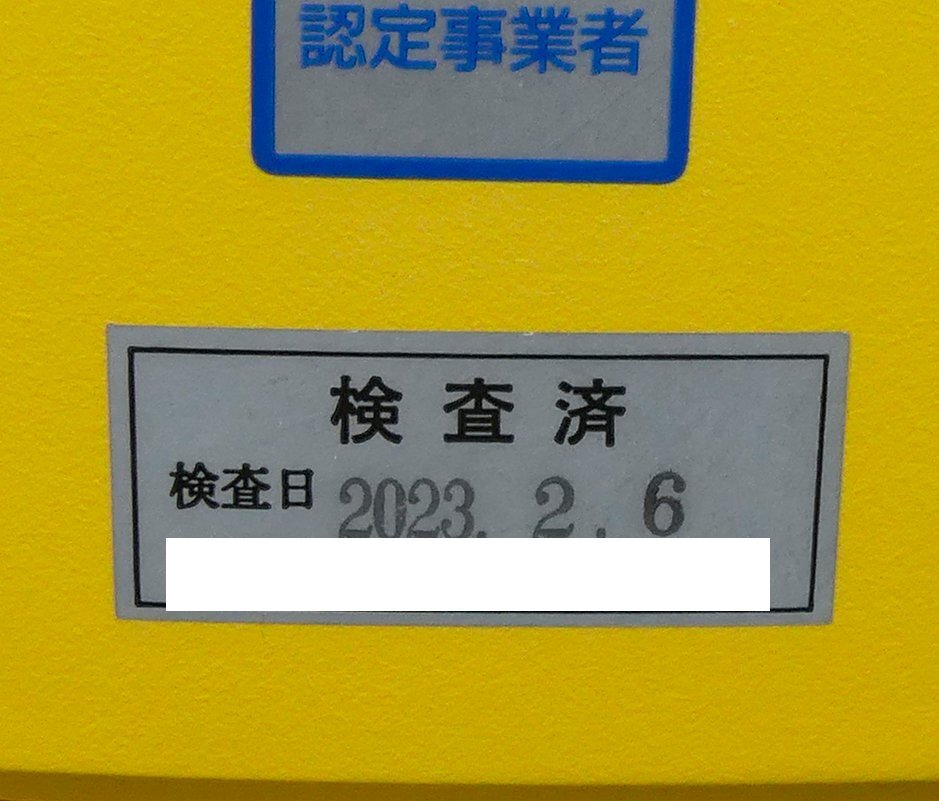 認定事業者
検査済
検査日 2023. 2. 6